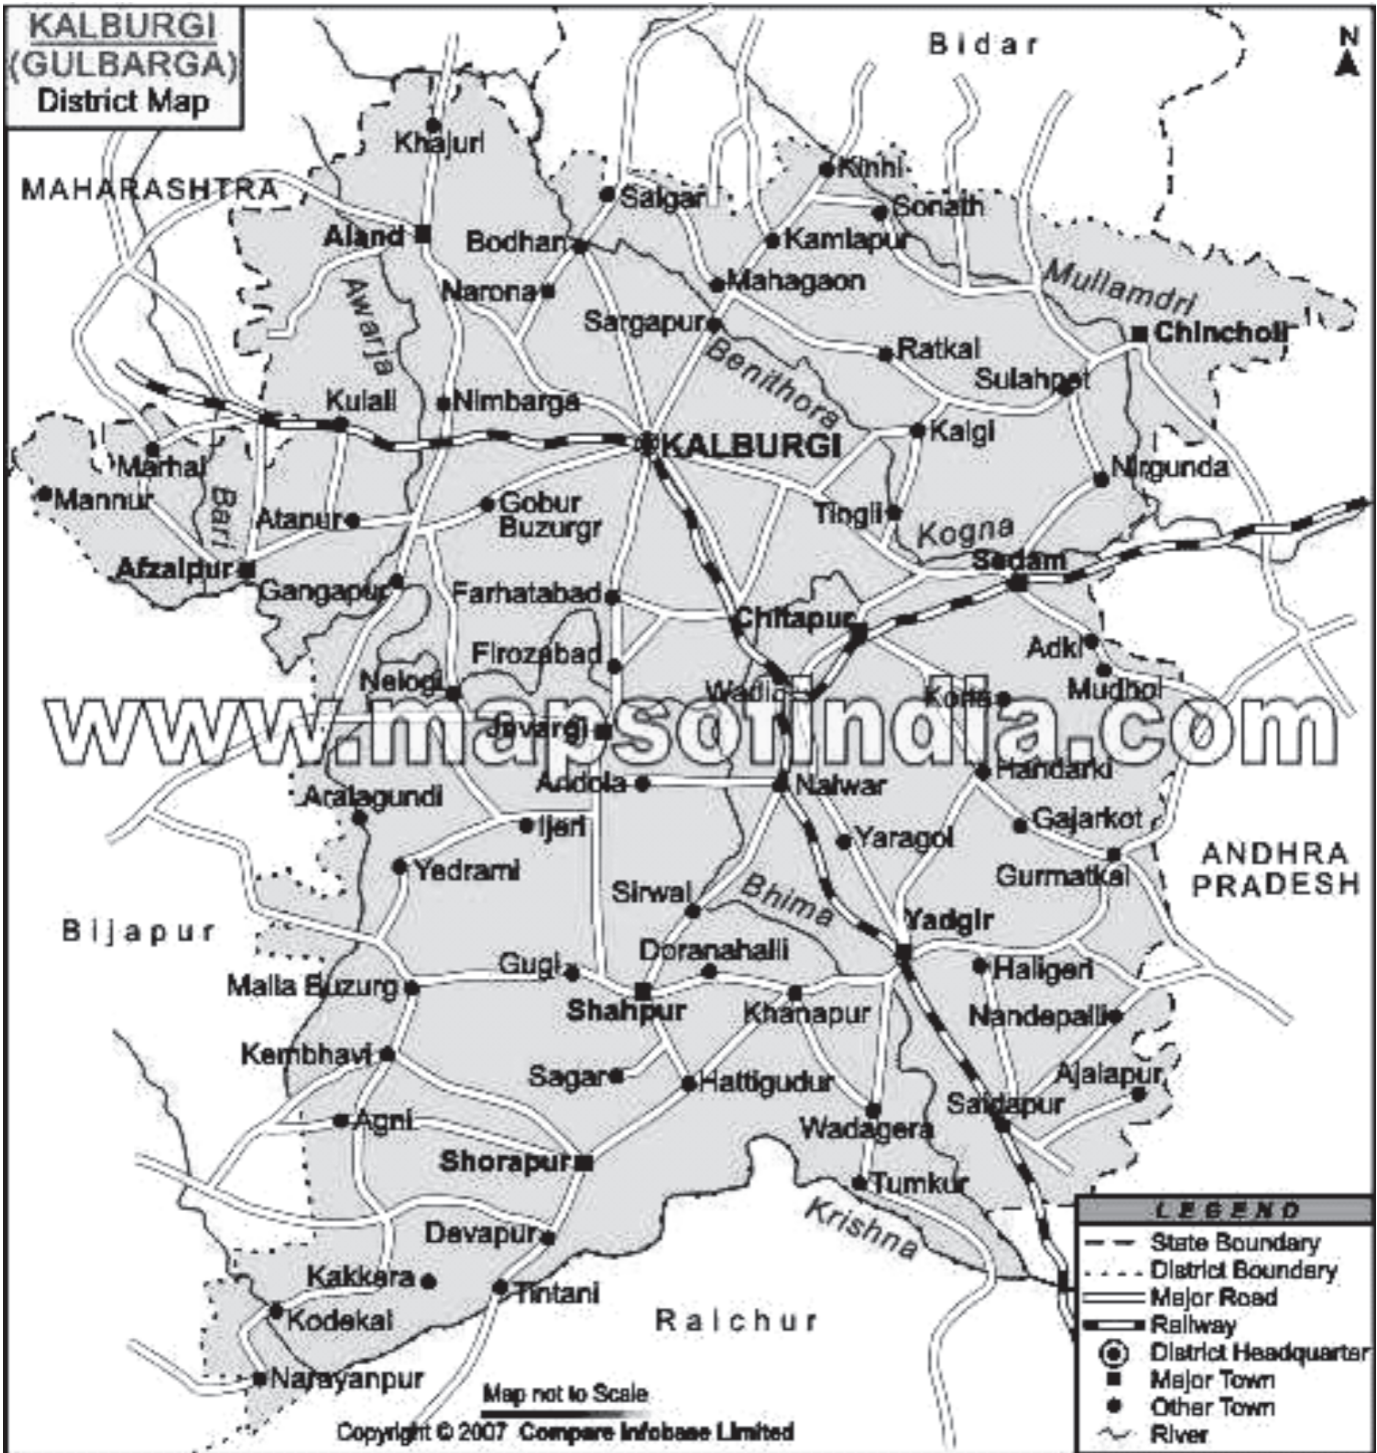 KALBURGI
(GULBARGA)
District Map
Bidar
N
Khajuri
MAHARASHTRA
Kinhi
Salgar
Sonath
Aland
Bodhan
Kamlapur
Mullamdri
Narona
Mahagaon
Awarja
Sargapur
Chincholi
Benithora
Ratkal
Sulahpet
Kulali
Nimbarga
KALBURGI
Kalgi
Marhal
Nirgunda
Mannur
Bari
Gobur
Buzurgr
Atanur
Tingli
Kogna
Afzalpur
Sedam
Gangapur
Farhatabad
Chitapur
Firozabad
Adki
Nelogi
Wadi
Mudhol
www.mapsofindia.com
Jevargi
Andola
Nalwar
Handarki
Aralagundi
Ijeri
Gajarkot
Yaragol
ANDHRA
PRADESH
Yedrami
Gurmatkal
Sirwal
Bhima
Yadgir
Bijapur
Gugi
Doranahalli
Haligeri
Malla Buzurg
Shahpur
Khanapur
Nandepalli
Kembhavi
Sagar
Hattigudur
Ajalapur
Saidapur
Agni
Wadagera
Shorapur
Tumkur
Krishna
Devapur
Kakkera
Tintani
Kodekal
Raichur
Narayanpur
LEGEND
State Boundary
District Boundary
Major Road
Railway
District Headquarter
Major Town
Other Town
River
Map not to Scale
Copyright © 2007 Compare Infobase Limited